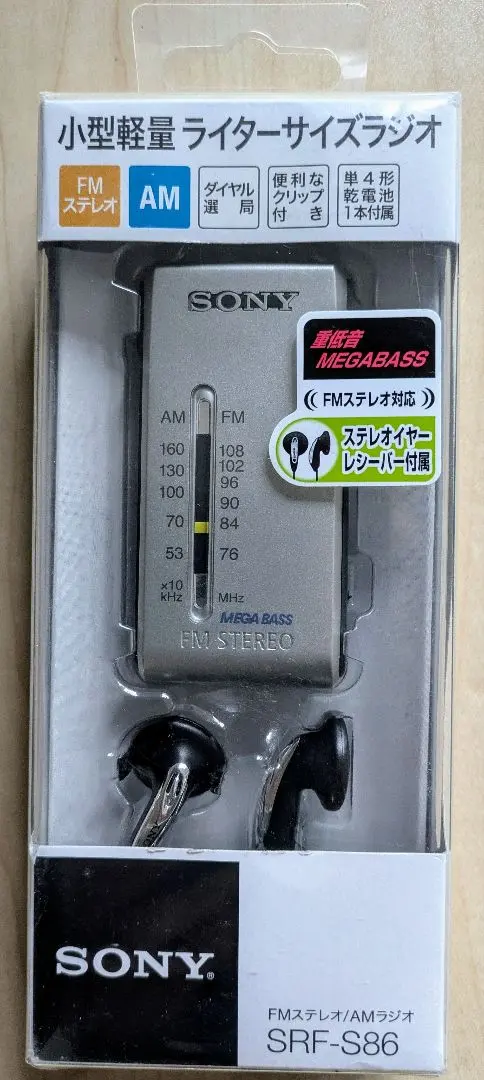 小型軽量 ライターサイズラジオ
FM
ステレオ
AM
ダイヤル
選局
便利な
クリップ
付き
単4形
乾電池
1本付属
SONY
重低音
MEGABASS
FMステレオ対応
ステレオイヤー
レシーバー付属
AM FM
160 108
130 102
100 96
90
70 84
53 76
×10
kHz MHz
MEGA BASS
FM STEREO
SONY®
FMステレオ/AMラジオ
SRF-S86